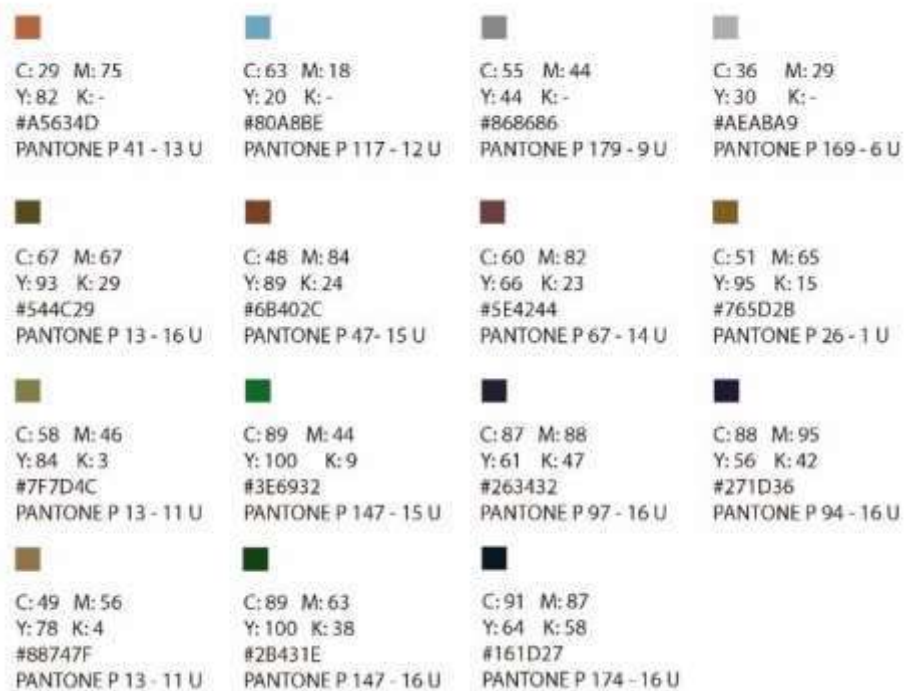 C: 29 M: 75
Y: 82 K: -
#A5634D
PANTONE P 41 - 13 U
C: 63 M: 18
Y: 20 K: -
#80A8BE
PANTONE P 117 - 12 U
C: 55 M: 44
Y: 44 K: -
#868686
PANTONE P 179 - 9 U
C: 36 M: 29
Y: 30 K: -
#AEABA9
PANTONE P 169 - 6 U
C: 67 M: 67
Y: 93 K: 29
#544C29
PANTONE P 13 - 16 U
C: 48 M: 84
Y: 89 K: 24
#6B402C
PANTONE P 47- 15 U
C: 60 M: 82
Y: 66 K: 23
#5E4244
PANTONE P 67 - 14 U
C: 51 M: 65
Y: 95 K: 15
#765D2B
PANTONE P 26 - 1 U
C: 58 M: 46
Y: 84 K: 3
#7F7D4C
PANTONE P 13 - 11 U
C: 89 M: 44
Y: 100 K: 9
#3E6932
PANTONE P 147 - 15 U
C: 87 M: 88
Y: 61 K: 47
#263432
PANTONE P 97 - 16 U
C: 88 M: 95
Y: 56 K: 42
#271D36
PANTONE P 94 - 16 U
C: 49 M: 56
Y: 78 K: 4
#88747F
PANTONE P 13 - 11 U
C: 89 M: 63
Y: 100 K: 38
#2B431E
PANTONE P 147 - 16 U
C: 91 M: 87
Y: 64 K: 58
#161D27
PANTONE P 174 - 16 U